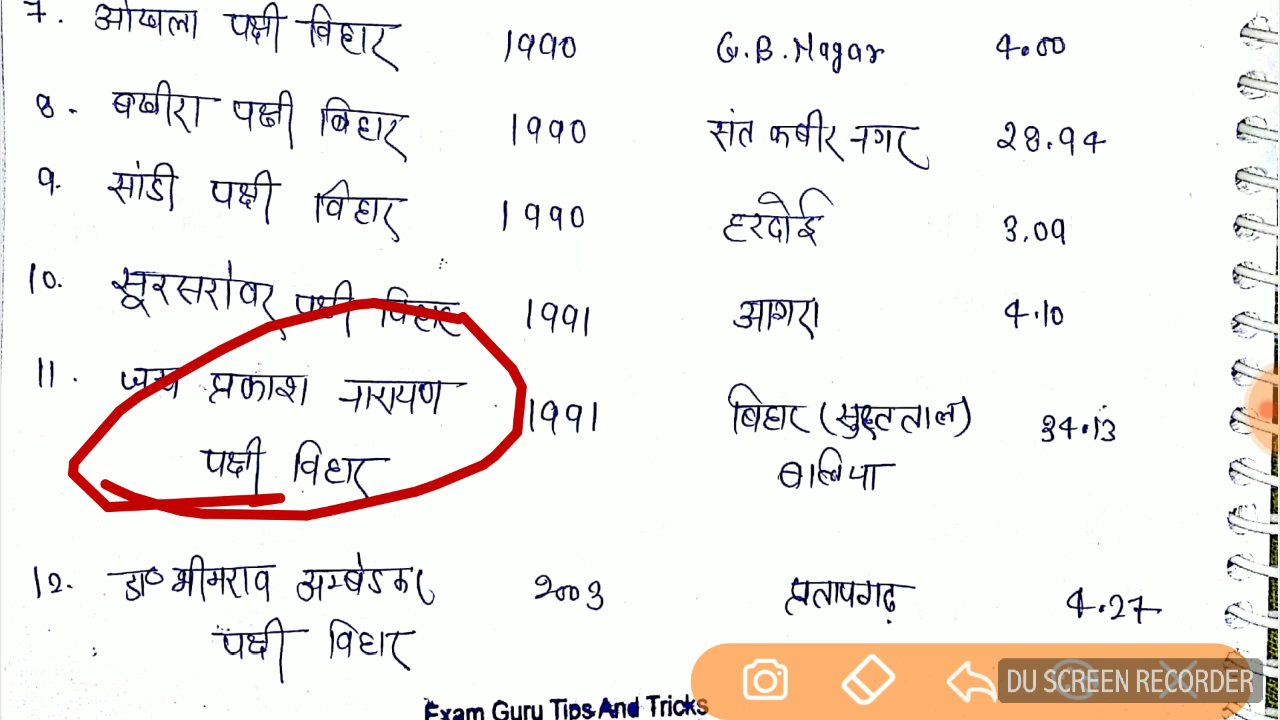 7. ओखला पक्षी विहार 1990 G.B.Nagar 4.00
8. बखीरा पक्षी विहार 1990 संत कबीर नगर 28.94
9. सांडी पक्षी विहार 1990 हरदोई 3.09
10. सूरसरोवर पक्षी विहार 1991 आगरा 4.10
11. जय प्रकाश नारायण 1991 बिहार (सुरहाताल) 34.13
पक्षी विहार बलिया
12. डा० भीमराव अम्बेडकर 2003 प्रतापगढ़ 4.27
पक्षी विहार
Exam Guru Tips And Tricks
DU SCREEN RECORDER